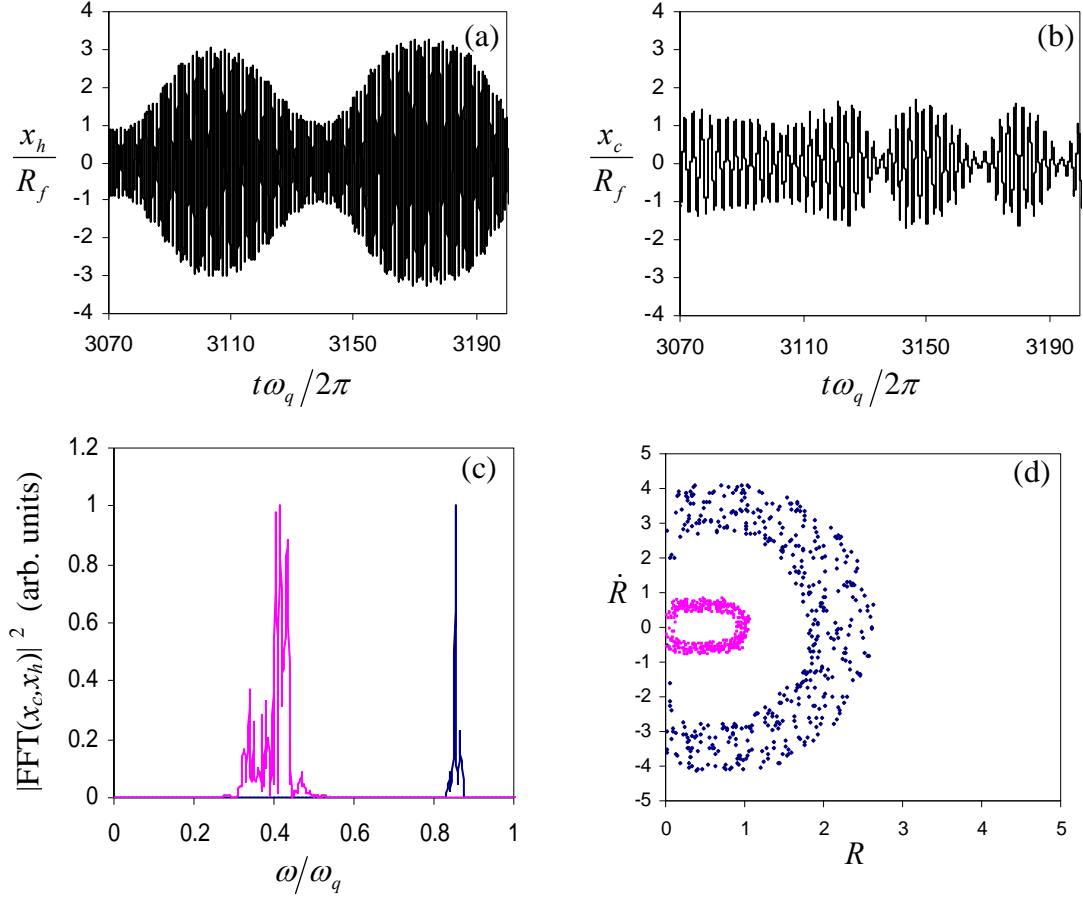 (a)
4
3
2
1
0
-1
-2
-3
-4
x_h
R_f
3070 3110 3150 3190
tω_q/2π
(b)
4
3
2
1
0
-1
-2
-3
-4
x_c
R_f
3070 3110 3150 3190
tω_q/2π
(c)
1.2
1
0.8
0.6
0.4
0.2
0
|FFT(x_c,x_h)|² (arb. units)
0 0.2 0.4 0.6 0.8 1
ω/ω_q
(d)
5
4
3
2
1
0
-1
-2
-3
-4
-5
Ṙ
0 1 2 3 4 5
R